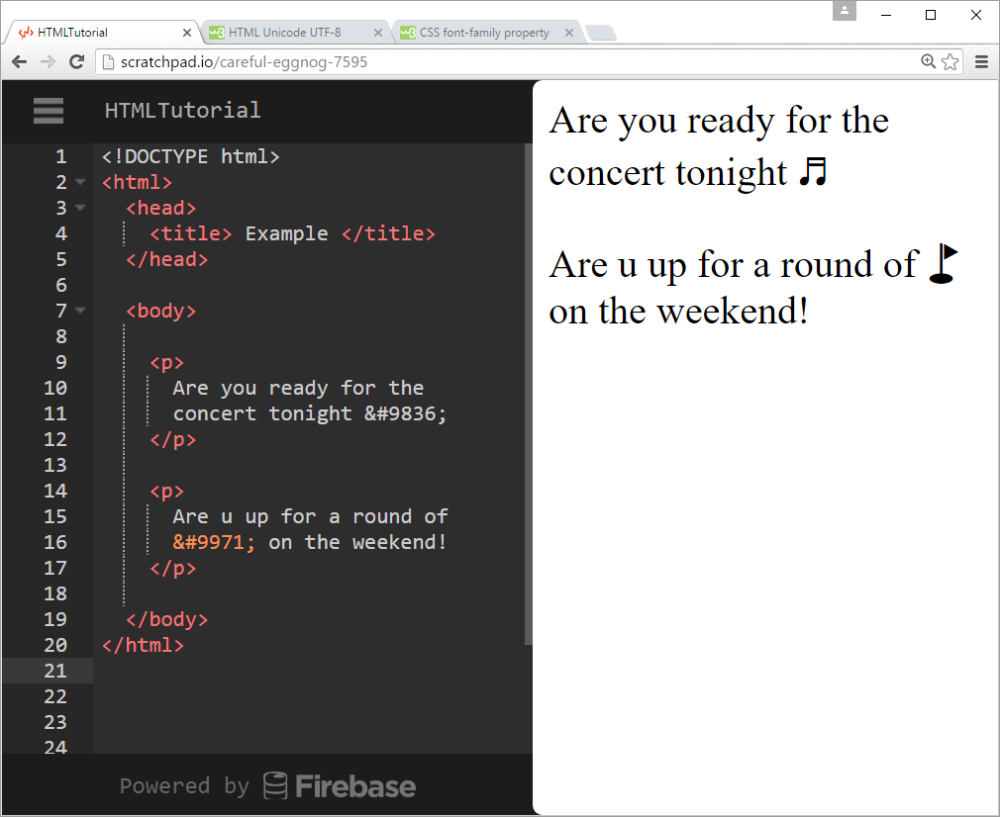 HTMLTutorial
HTML Unicode UTF-8
CSS font-family property
scratchpad.io/careful-eggnog-7595
HTMLTutorial
1 <!DOCTYPE html>
2 <html>
3 <head>
4 <title> Example </title>
5 </head>
6
7 <body>
8
9 <p>
10 Are you ready for the
11 concert tonight &#9836;
12 </p>
13
14 <p>
15 Are u up for a round of
16 &#9971; on the weekend!
17 </p>
18
19 </body>
20 </html>
21
22
23
24
Powered by Firebase
Are you ready for the
concert tonight ♬
Are u up for a round of ⛳
on the weekend!